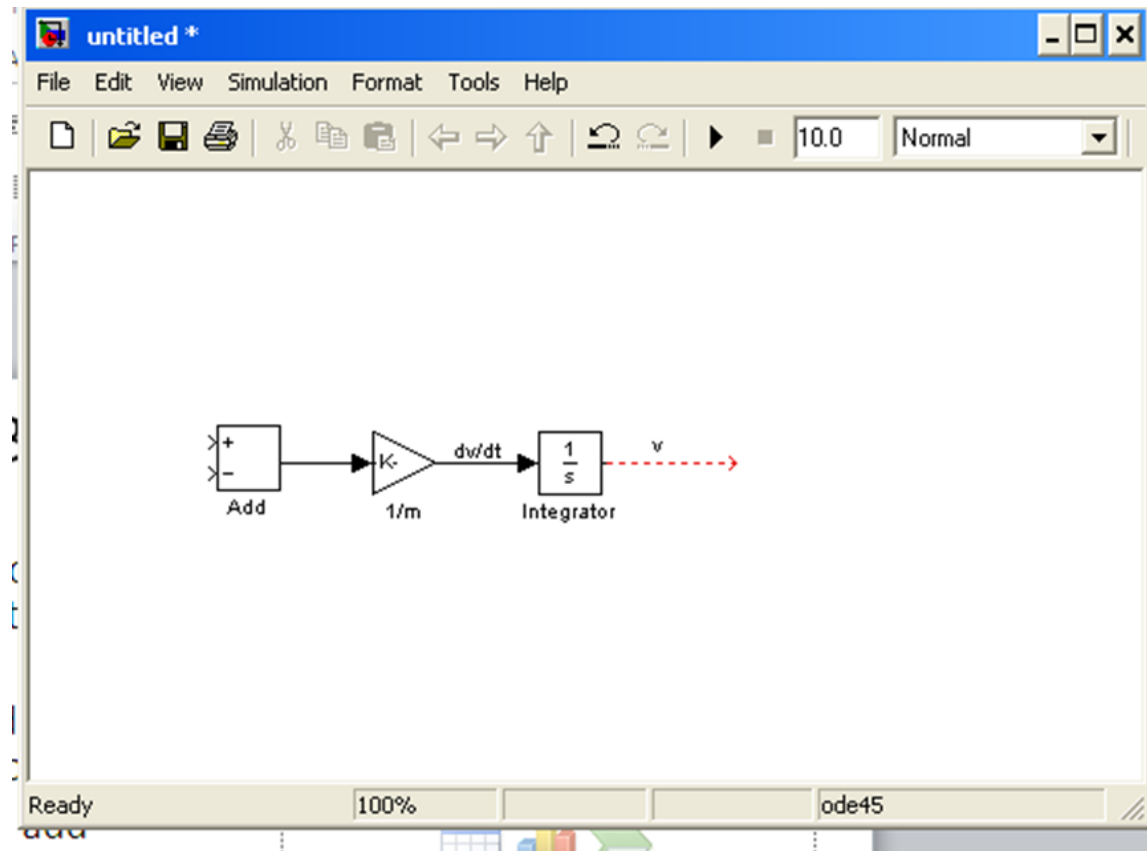 untitled *
File Edit View Simulation Format Tools Help
10.0 Normal
+
-
Add
-K-
1/m
dv/dt
1
s
Integrator
v
Ready 100% ode45
add